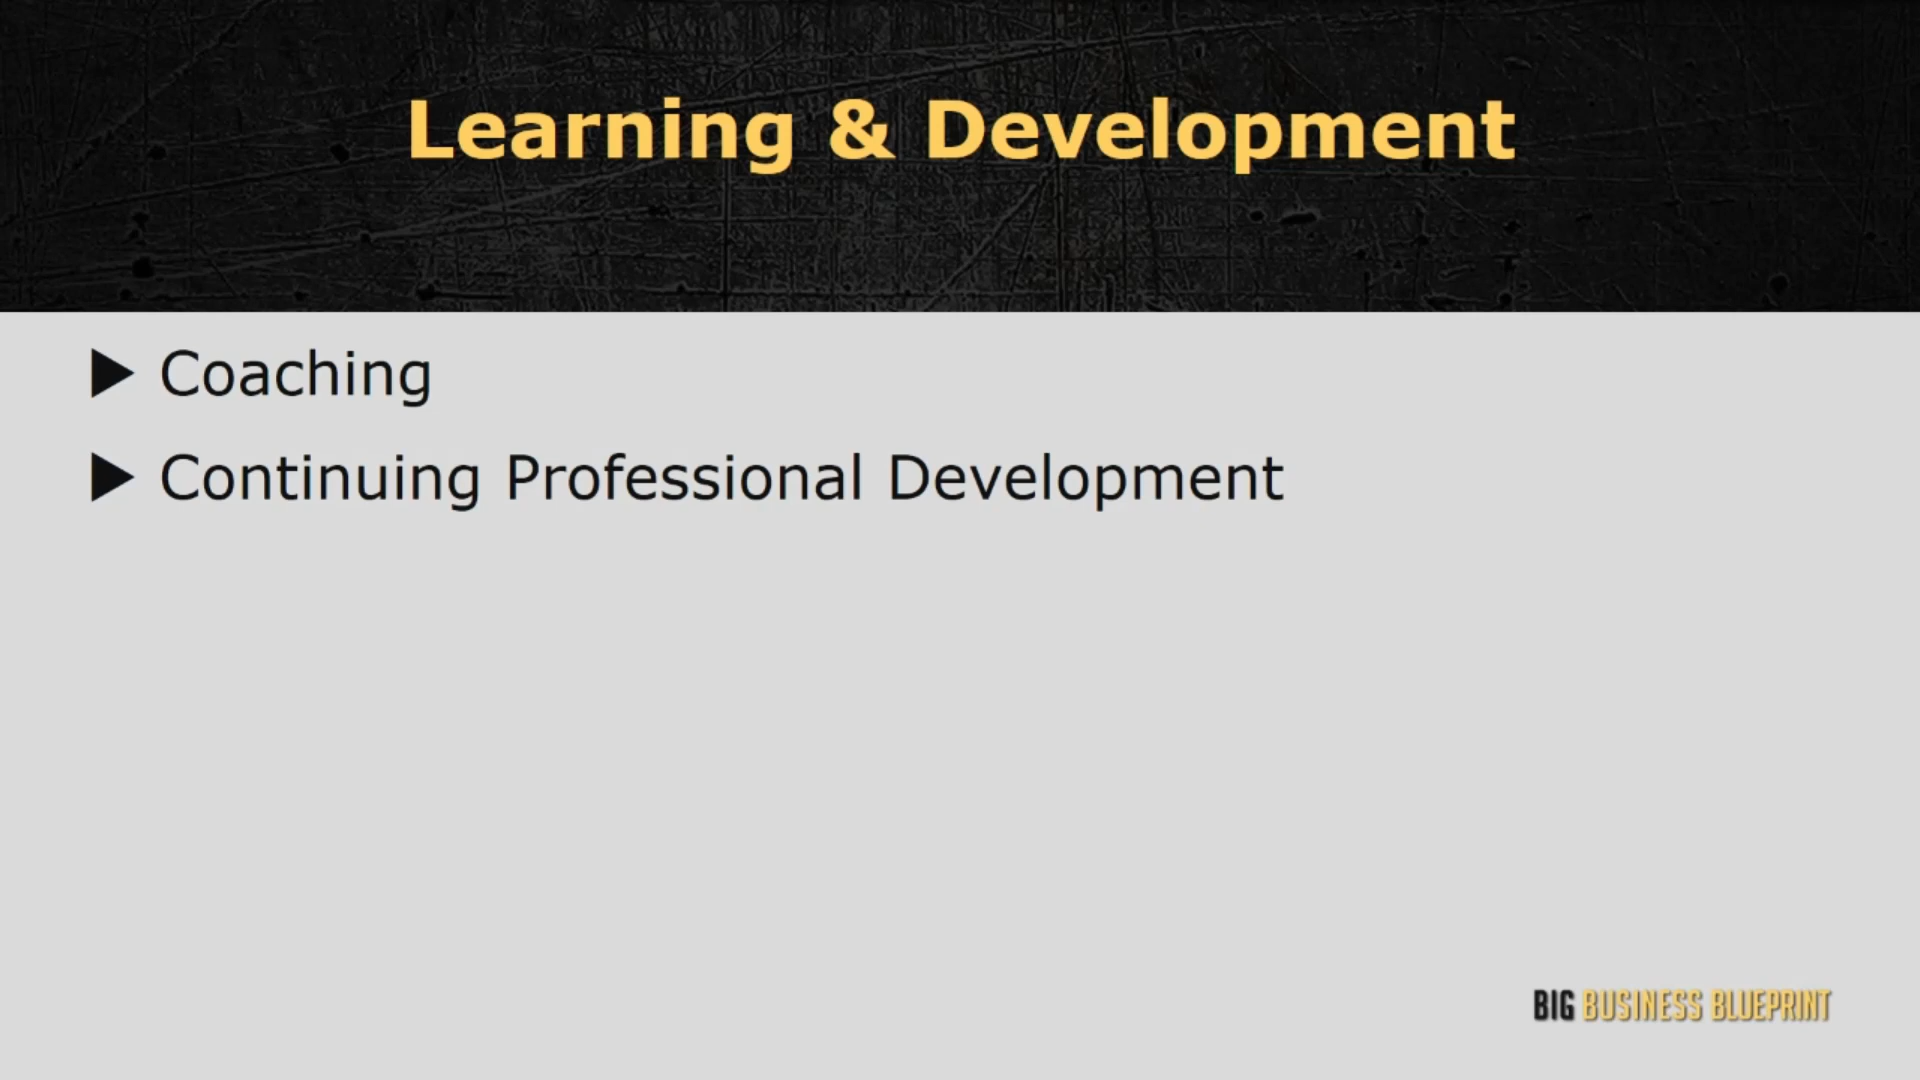 Learning & Development
Coaching
Continuing Professional Development
BIG BUSINESS BLUEPRINT